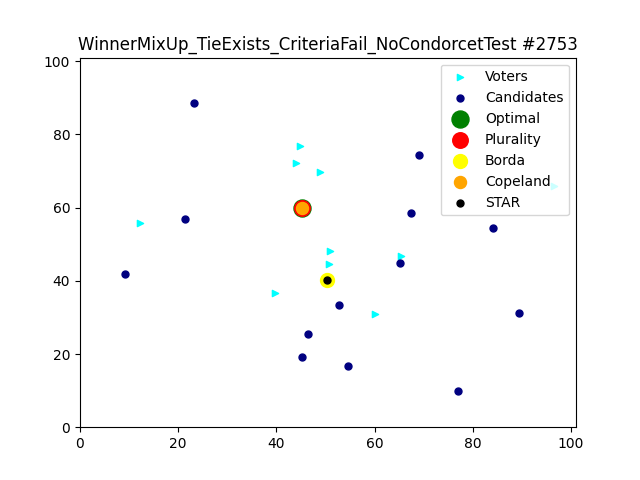 WinnerMixUp_TieExists_CriteriaFail_NoCondorcetTest #2753
100
80
60
40
20
0
0
20
40
60
80
100
Voters
Candidates
Optimal
Plurality
Borda
Copeland
STAR